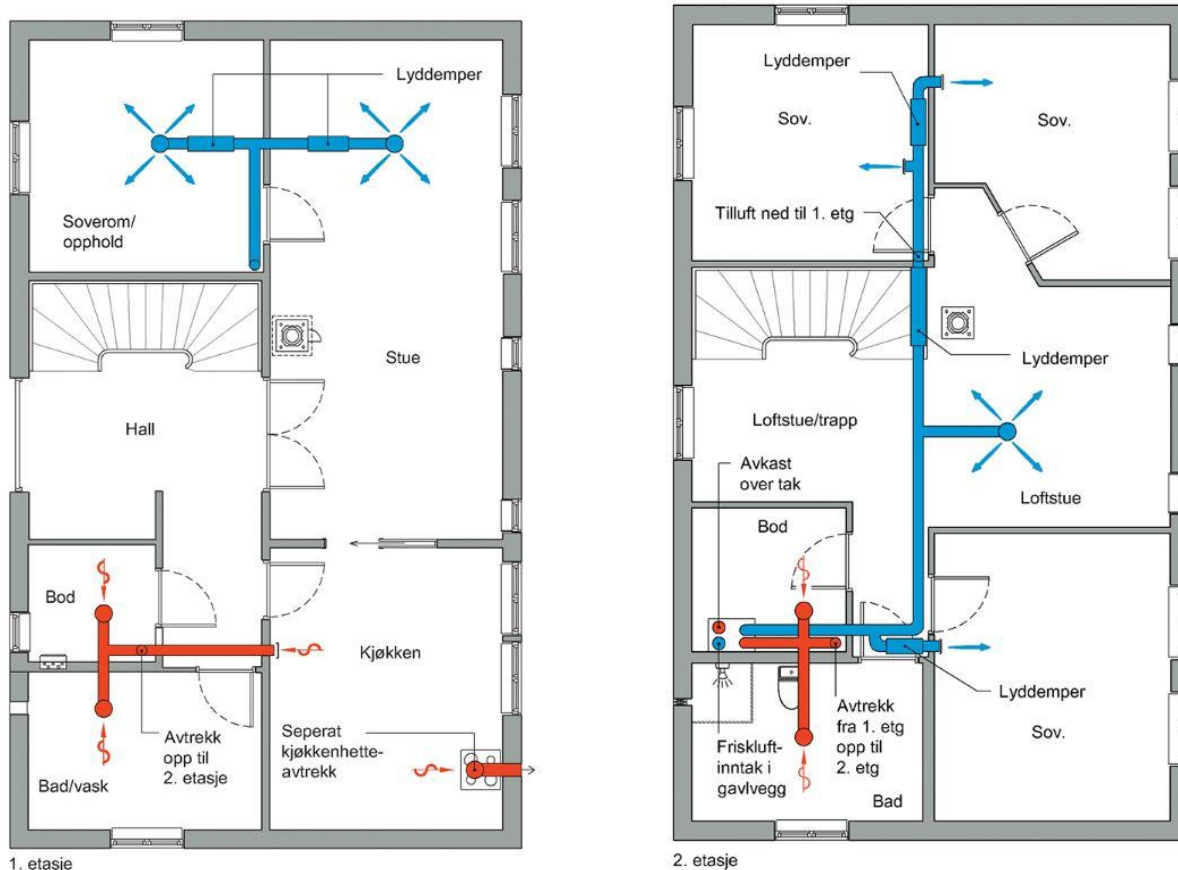 Lyddemper
Soverom/
opphold
Stue
Hall
Bod
Kjøkken
Avtrekk
opp til
2. etasje
Seperat
kjøkkenhette-
avtrekk
Bad/vask
1. etasje
Lyddemper
Sov.
Sov.
Tilluft ned til 1. etg
Lyddemper
Loftstue/trapp
Avkast
over tak
Loftstue
Bod
Lyddemper
Friskluft-
inntak i
gavlvegg
Avtrekk
fra 1. etg
opp til
2. etg
Sov.
Bad
2. etasje